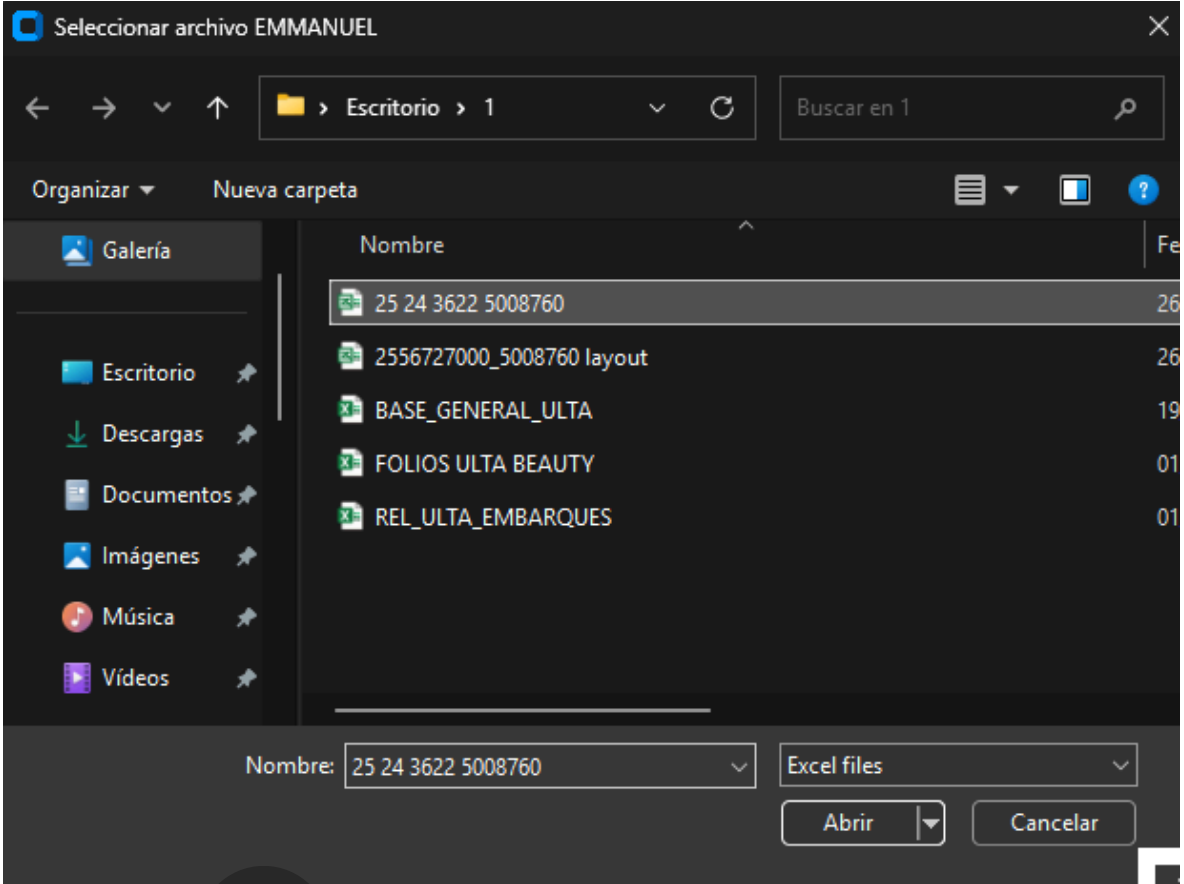 Seleccionar archivo EMMANUEL
Escritorio > 1
Buscar en 1
Organizar
Nueva carpeta
Galería
Nombre
Fe
25 24 3622 5008760
26
2556727000_5008760 layout
26
Escritorio
BASE_GENERAL_ULTA
19
Descargas
FOLIOS ULTA BEAUTY
01
Documentos
REL_ULTA_EMBARQUES
01
Imágenes
Música
Vídeos
Nombre: 25 24 3622 5008760
Excel files
Abrir
Cancelar